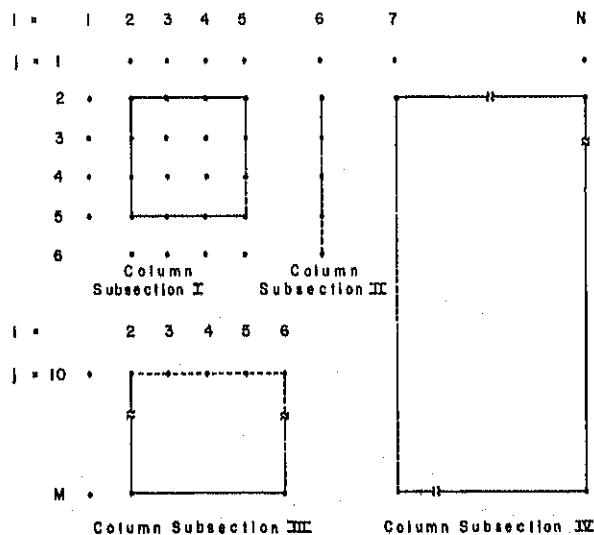 I = 1 2 3 4 5 6 7 N
J = 1
2
3
4
5
6
Column Subsection I
Column Subsection II
I = 2 3 4 5 6
J = 10
M
Column Subsection III
Column Subsection IV